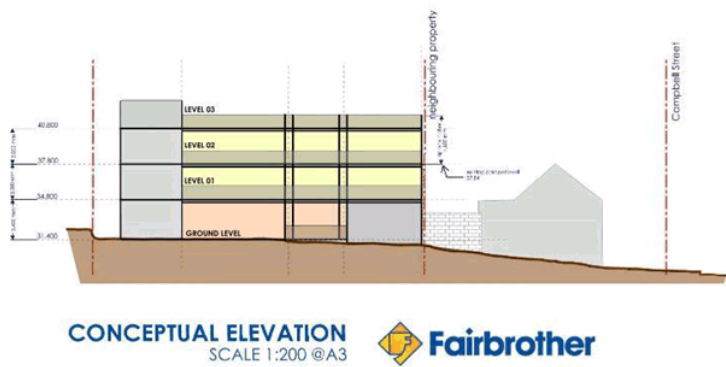 neighbouring property
Campbell Street
LEVEL 03
40.800
LEVEL 02
37.800
LEVEL 01
34.800
GROUND LEVEL
31.400
CONCEPTUAL ELEVATION
SCALE 1:200 @A3
Fairbrother